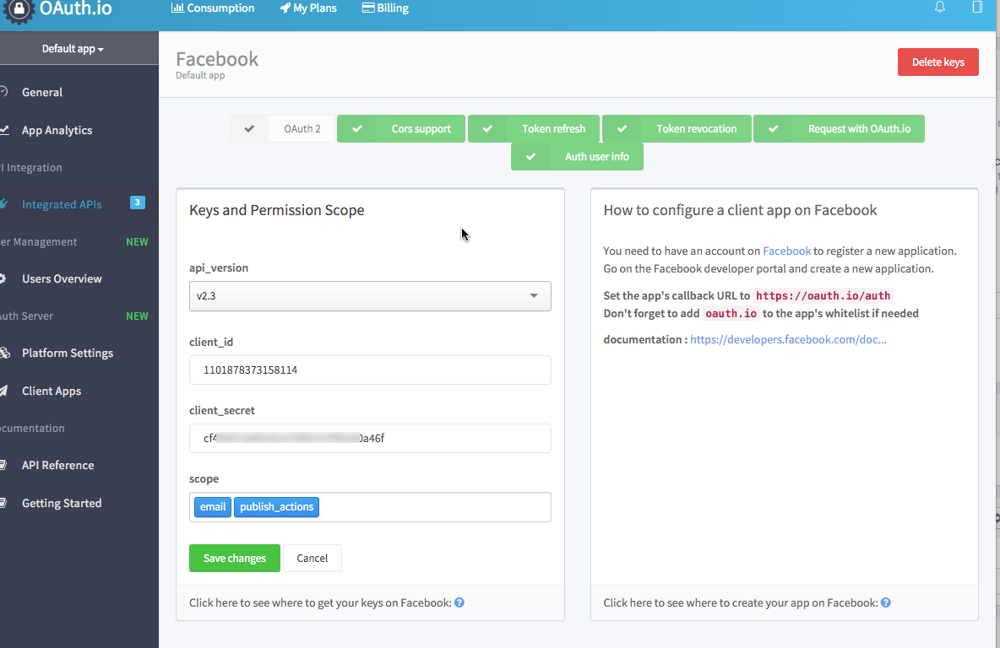 OAuth.io
Consumption
My Plans
Billing
Default app
General
App Analytics
I Integration
Integrated APIs
3
er Management
NEW
Users Overview
Auth Server
NEW
Platform Settings
Client Apps
ocumentation
API Reference
Getting Started
Facebook
Default app
Delete keys
OAuth 2
Cors support
Token refresh
Token revocation
Request with OAuth.io
Auth user info
Keys and Permission Scope
api_version
v2.3
client_id
1101878373158114
client_secret
cf4 0a46f
scope
email publish_actions
Save changes
Cancel
Click here to see where to get your keys on Facebook: ?
How to configure a client app on Facebook
You need to have an account on Facebook to register a new application.
Go on the Facebook developer portal and create a new application.
Set the app's callback URL to https://oauth.io/auth
Don't forget to add oauth.io to the app's whitelist if needed
documentation : https://developers.facebook.com/doc...
Click here to see where to create your app on Facebook: ?